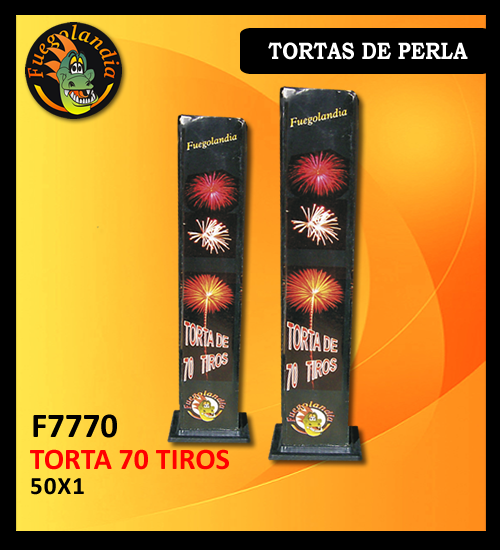 Fuegolandia
TORTAS DE PERLA
Fuegolandia
TORTA DE
70 TIROS
Fuegolandia
Fuegolandia
TORTA DE
70 TIROS
Fuegolandia
F7770
TORTA 70 TIROS
50X1